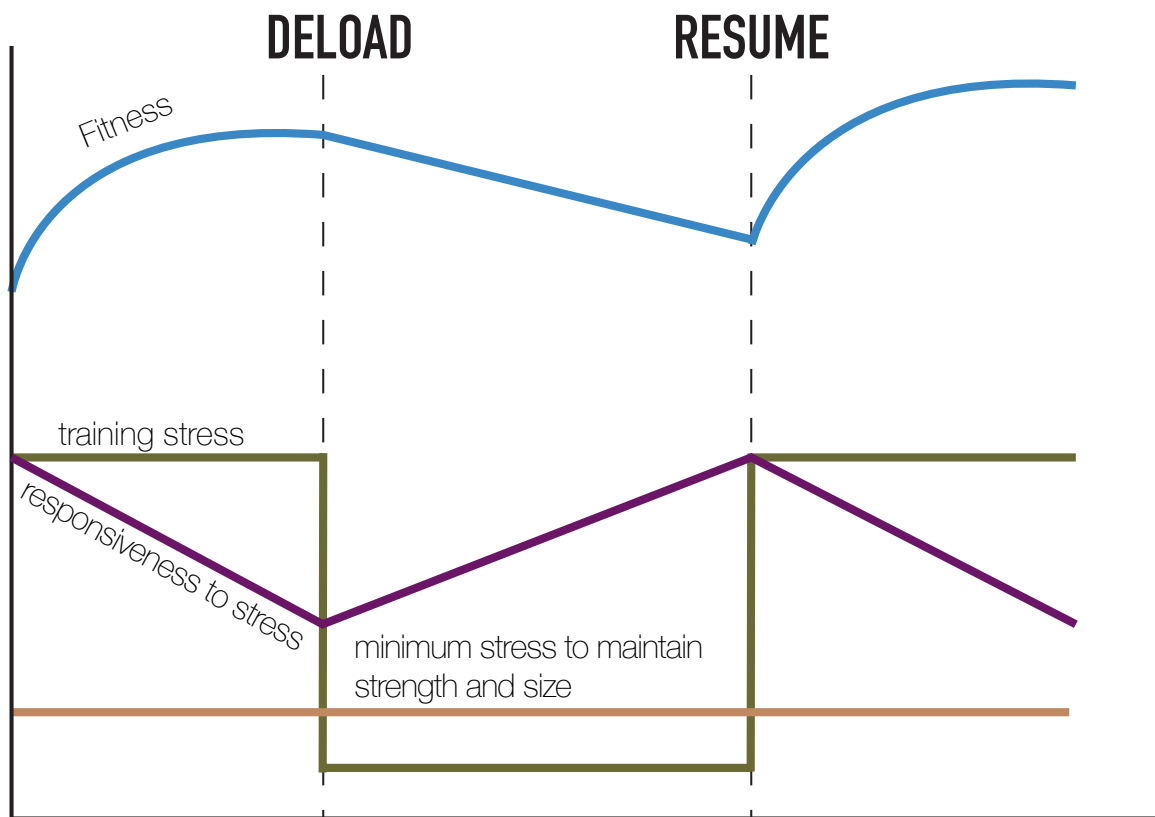 DELOAD
RESUME
Fitness
training stress
responsiveness to stress
minimum stress to maintain
strength and size